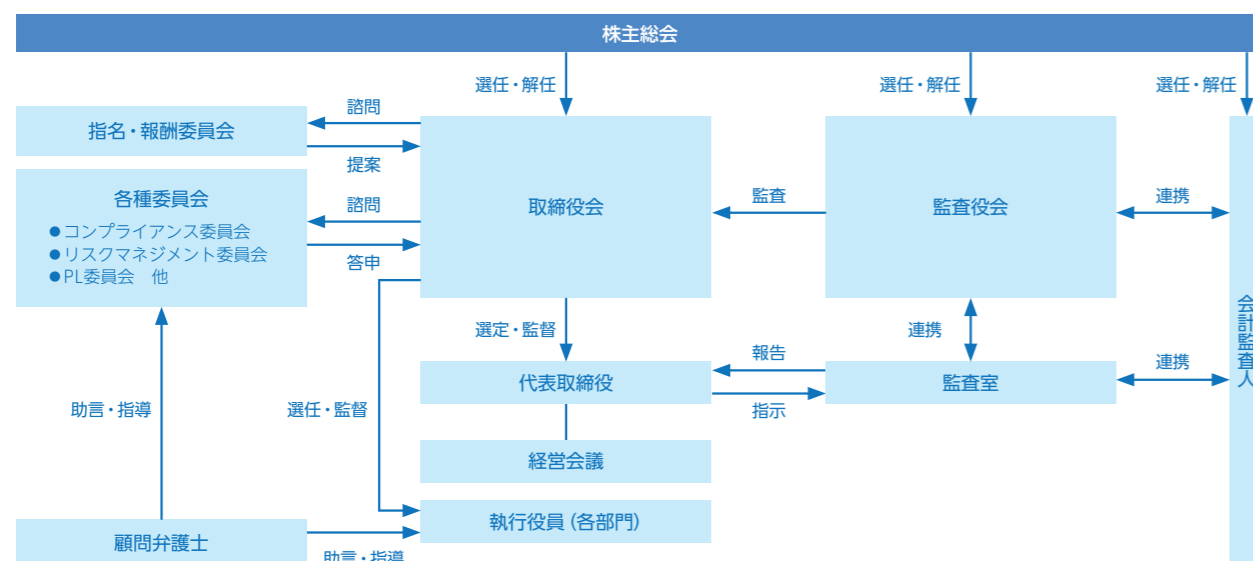 株主総会
選任・解任
選任・解任
選任・解任
指名・報酬委員会
諮問
提案
各種委員会
●コンプライアンス委員会
●リスクマネジメント委員会
●PL委員会　他
諮問
答申
取締役会
監査
監査役会
連携
会計監査人
選定・監督
連携
代表取締役
報告
指示
監査室
連携
助言・指導
選任・監督
経営会議
執行役員（各部門）
顧問弁護士
助言・指導